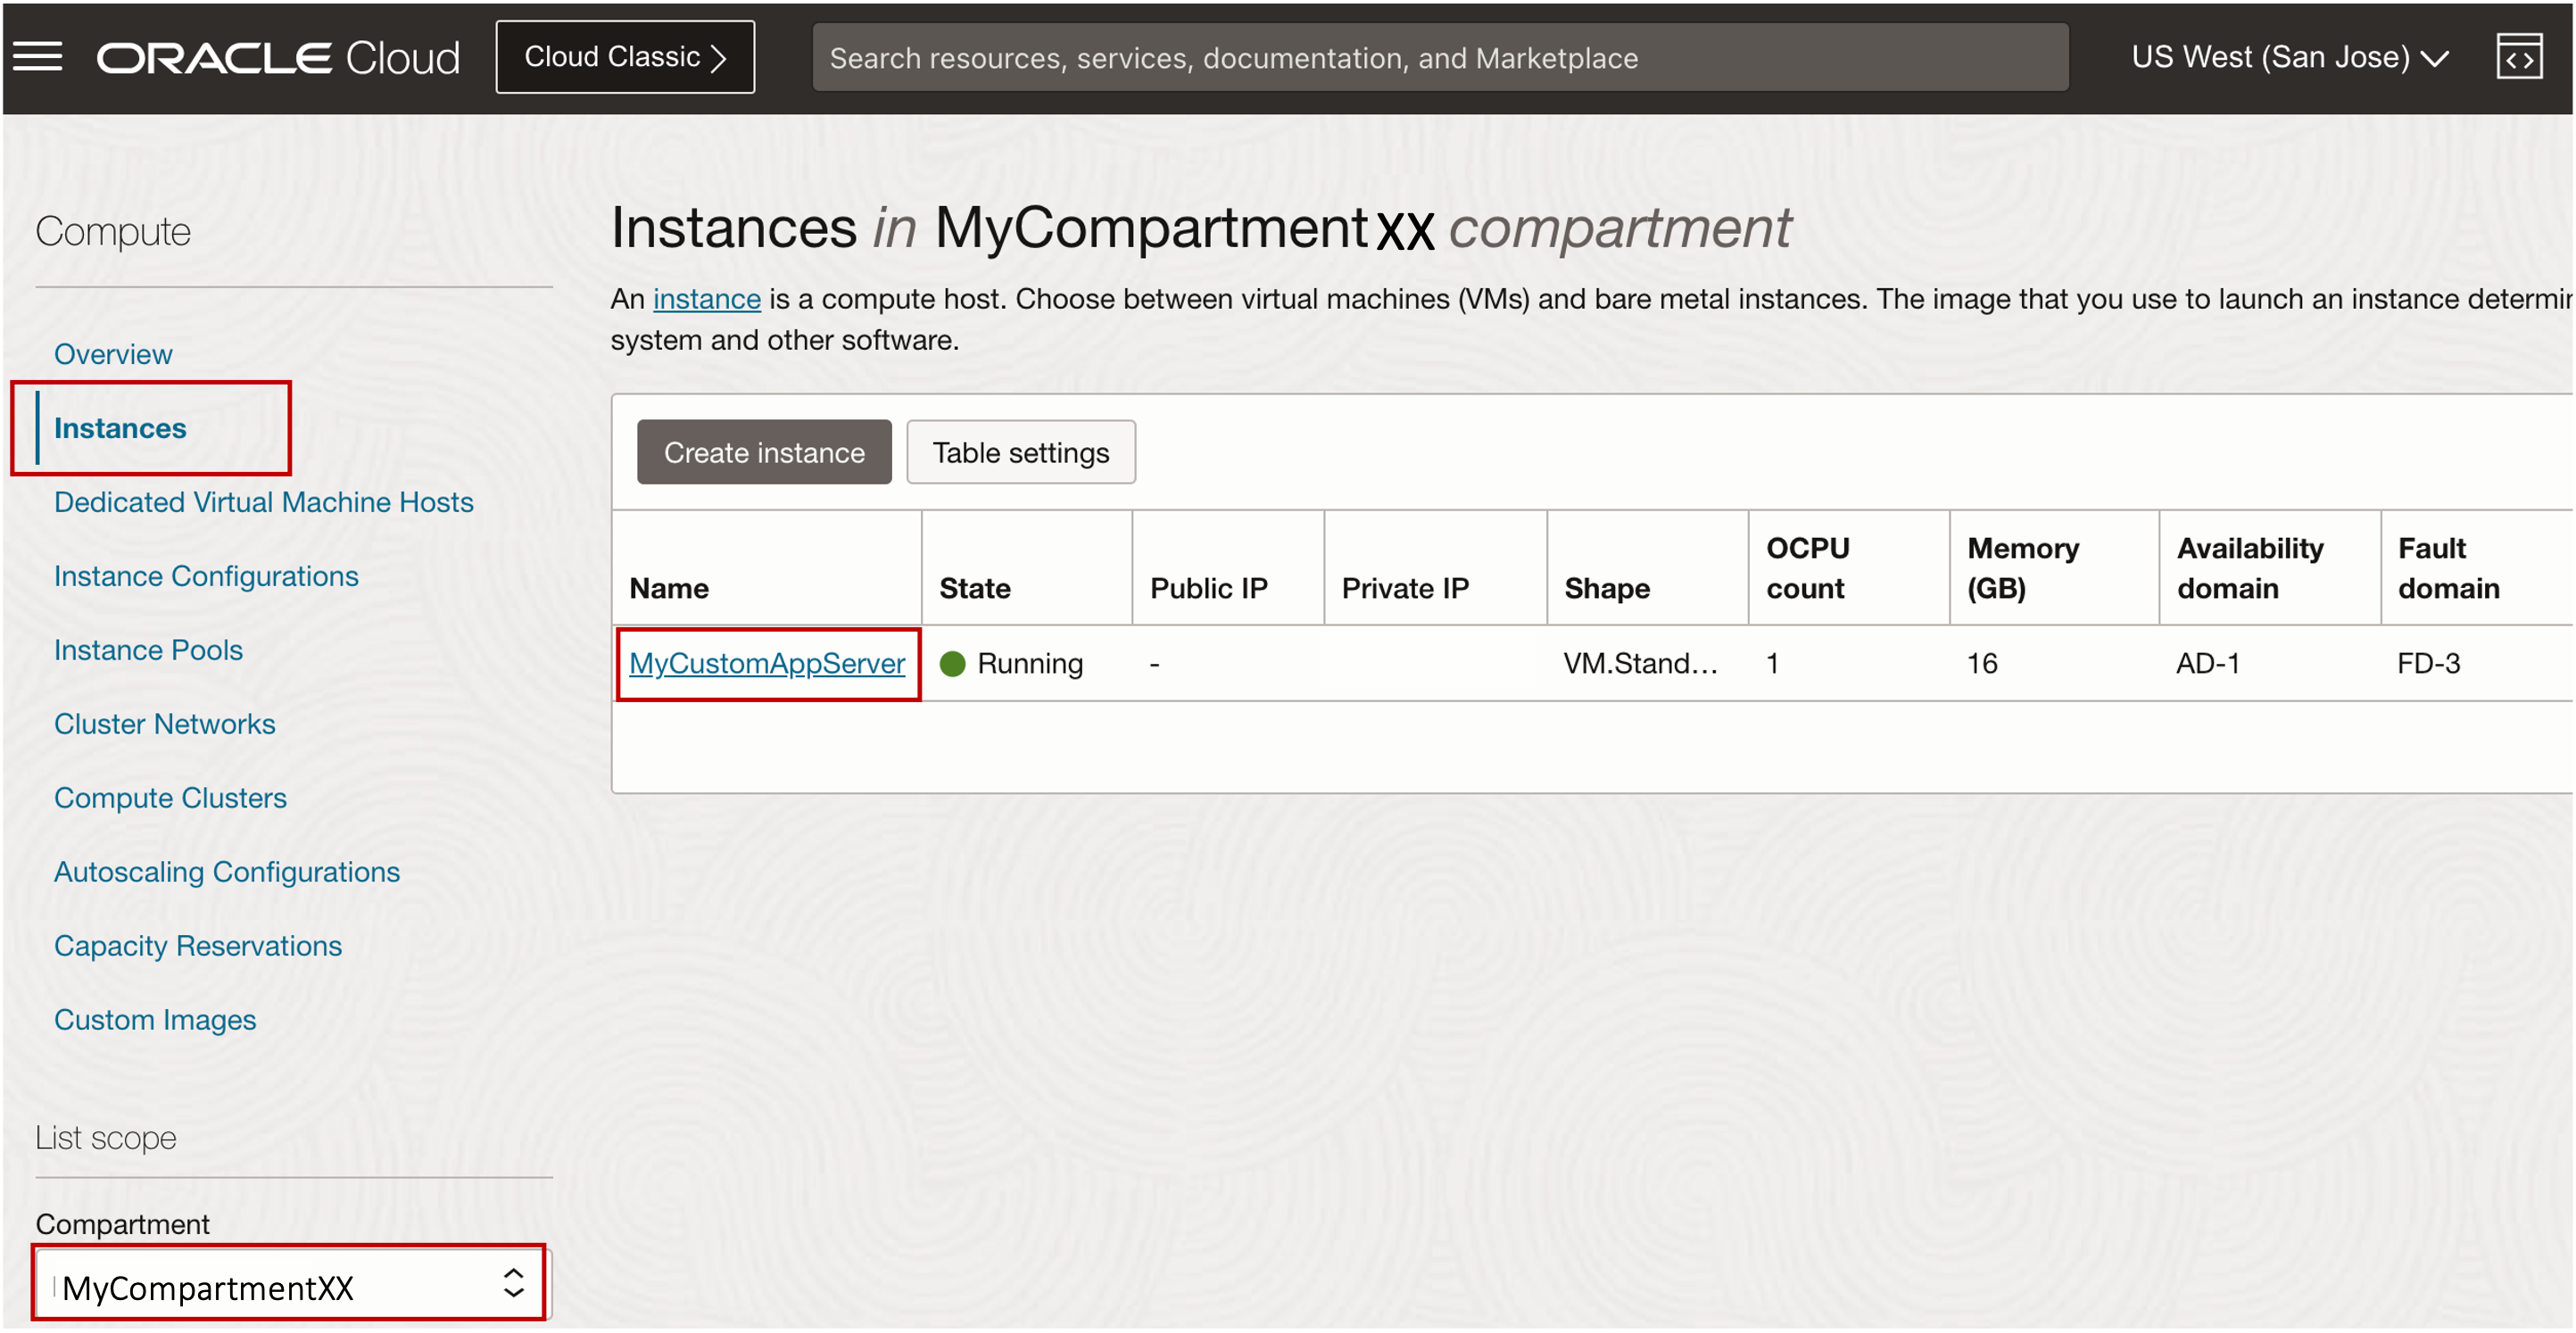 ORACLE Cloud
Cloud Classic
Search resources, services, documentation, and Marketplace
US West (San Jose)
Compute
Overview
Instances
Dedicated Virtual Machine Hosts
Instance Configurations
Instance Pools
Cluster Networks
Compute Clusters
Autoscaling Configurations
Capacity Reservations
Custom Images
List scope
Compartment
MyCompartmentXX
Instances in MyCompartmentXX compartment
An instance is a compute host. Choose between virtual machines (VMs) and bare metal instances. The image that you use to launch an instance determin
system and other software.
Create instance
Table settings
Name State Public IP Private IP Shape OCPU count Memory (GB) Availability domain Fault domain
MyCustomAppServer Running - VM.Stand... 1 16 AD-1 FD-3